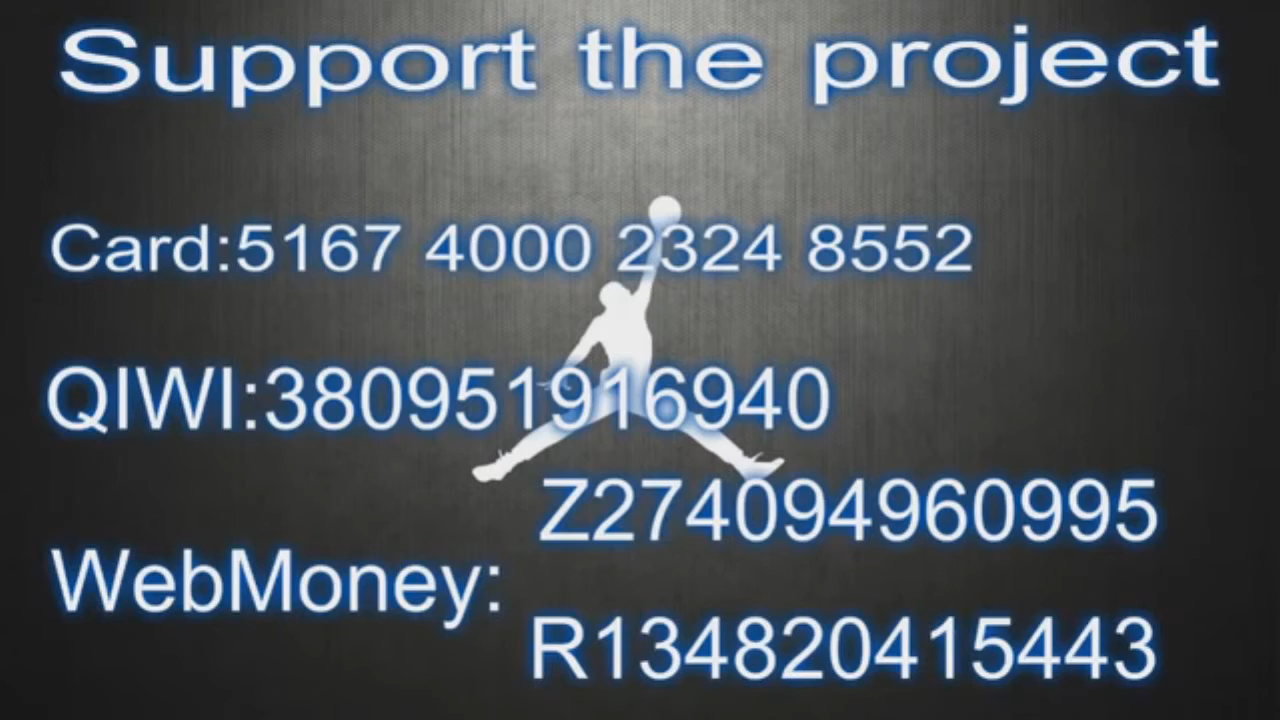 Support the project
Card:5167 4000 2324 8552
QIWI:380951916940
Z274094960995
WebMoney:
R134820415443